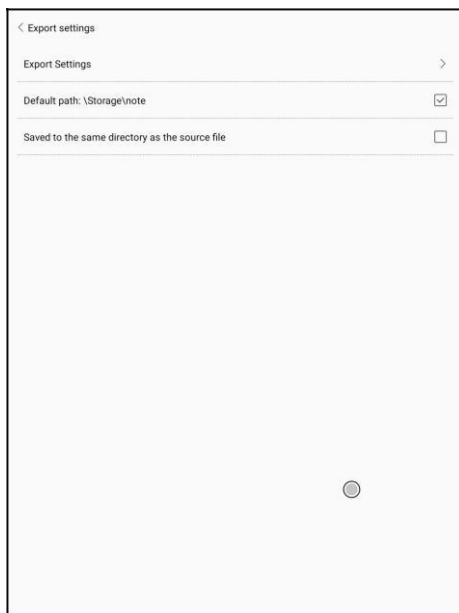 Export settings
Export Settings
Default path: \Storage\note
Saved to the same directory as the source file